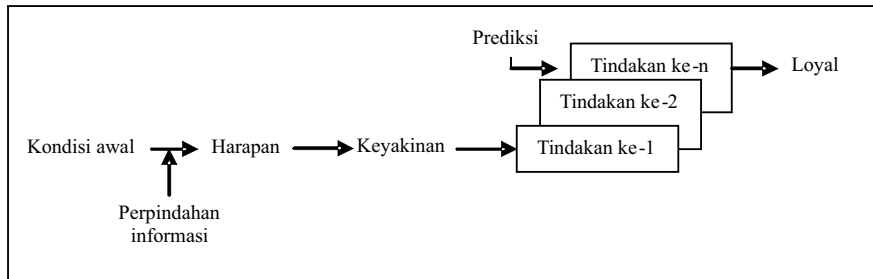 Prediksi
Tindakan ke-n
Loyal
Tindakan ke-2
Kondisi awal
Harapan
Keyakinan
Tindakan ke-1
Perpindahan
informasi